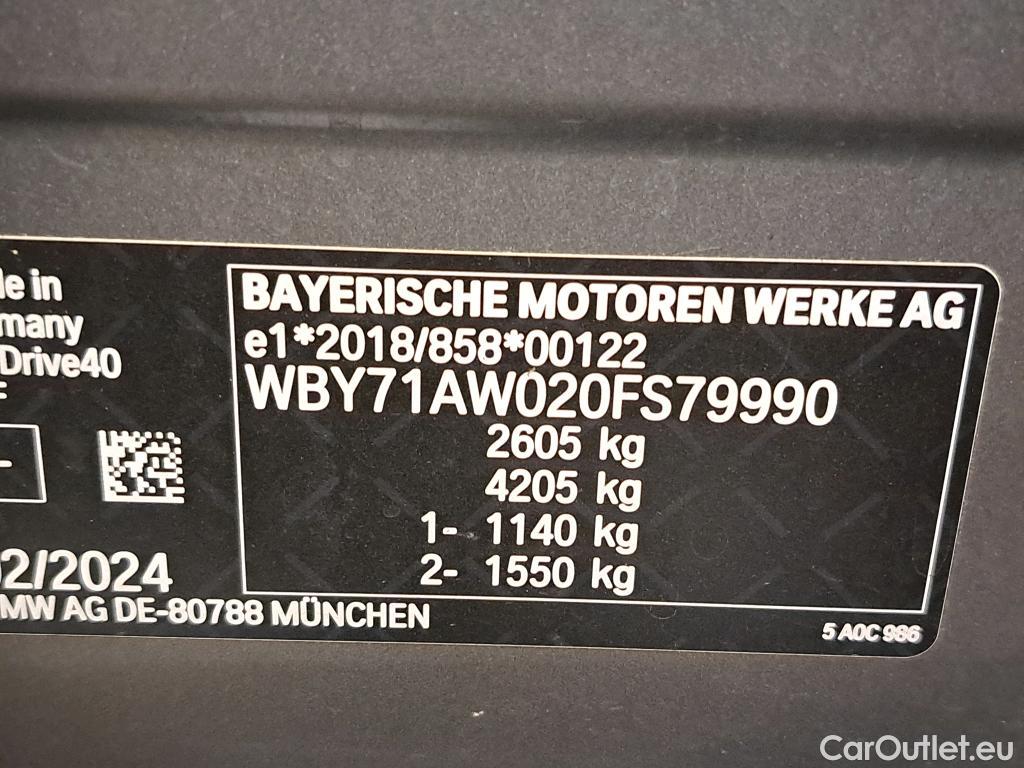 le in
many
Drive40
BAYERISCHE MOTOREN WERKE AG
e1*2018/858*00122
WBY71AW020FS79990
2605 kg
4205 kg
1- 1140 kg
2- 1550 kg
02/2024
MW AG DE-80788 MÜNCHEN
5 A0C 986
CarOutlet.eu